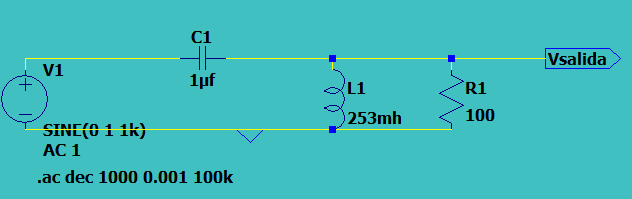 C1
1µf
V1
SINE(0 1 1k)
AC 1
.ac dec 1000 0.001 100k
L1
253mh
R1
100
Vsalida